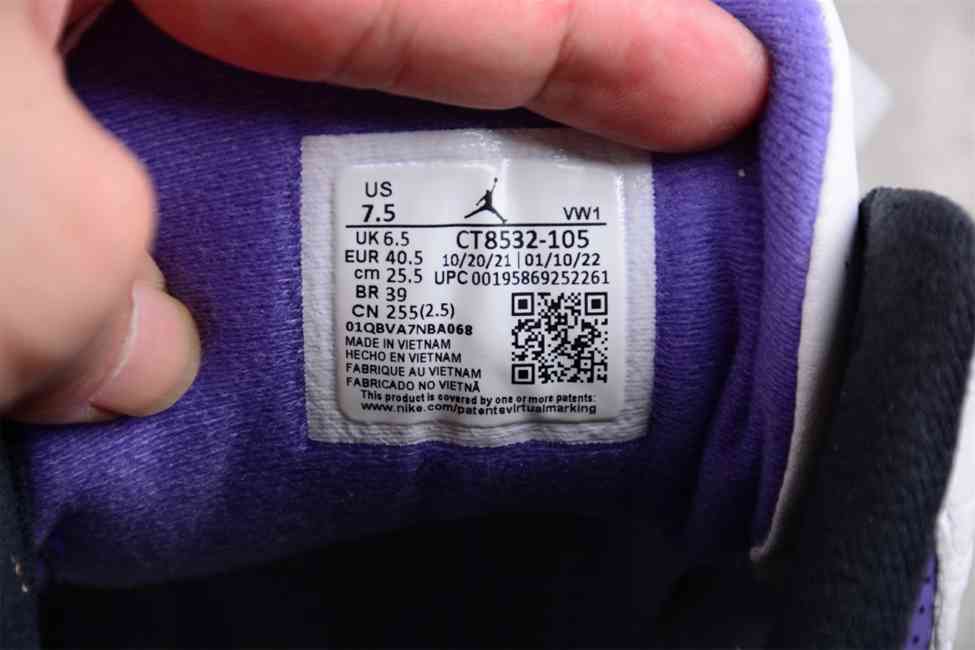 US
7.5
VW1
UK 6.5
CT8532-105
EUR 40.5
10/20/21 | 01/10/22
cm 25.5
UPC 00195869252261
BR 39
CN 255(2.5)
01QBVA7NBA068
MADE IN VIETNAM
HECHO EN VIETNAM
FABRIQUE AU VIETNAM
FABRICADO NO VIETNÃ
This product is covered by one or more patents:
www.nike.com/patentsvirtualmarking